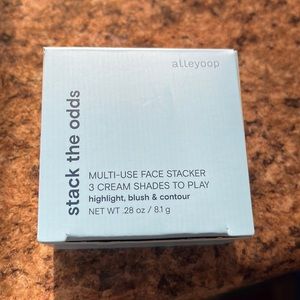 alleyoop
stack the odds
MULTI-USE FACE STACKER
3 CREAM SHADES TO PLAY
highlight, blush & contour
NET WT .28 oz / 8.1 g